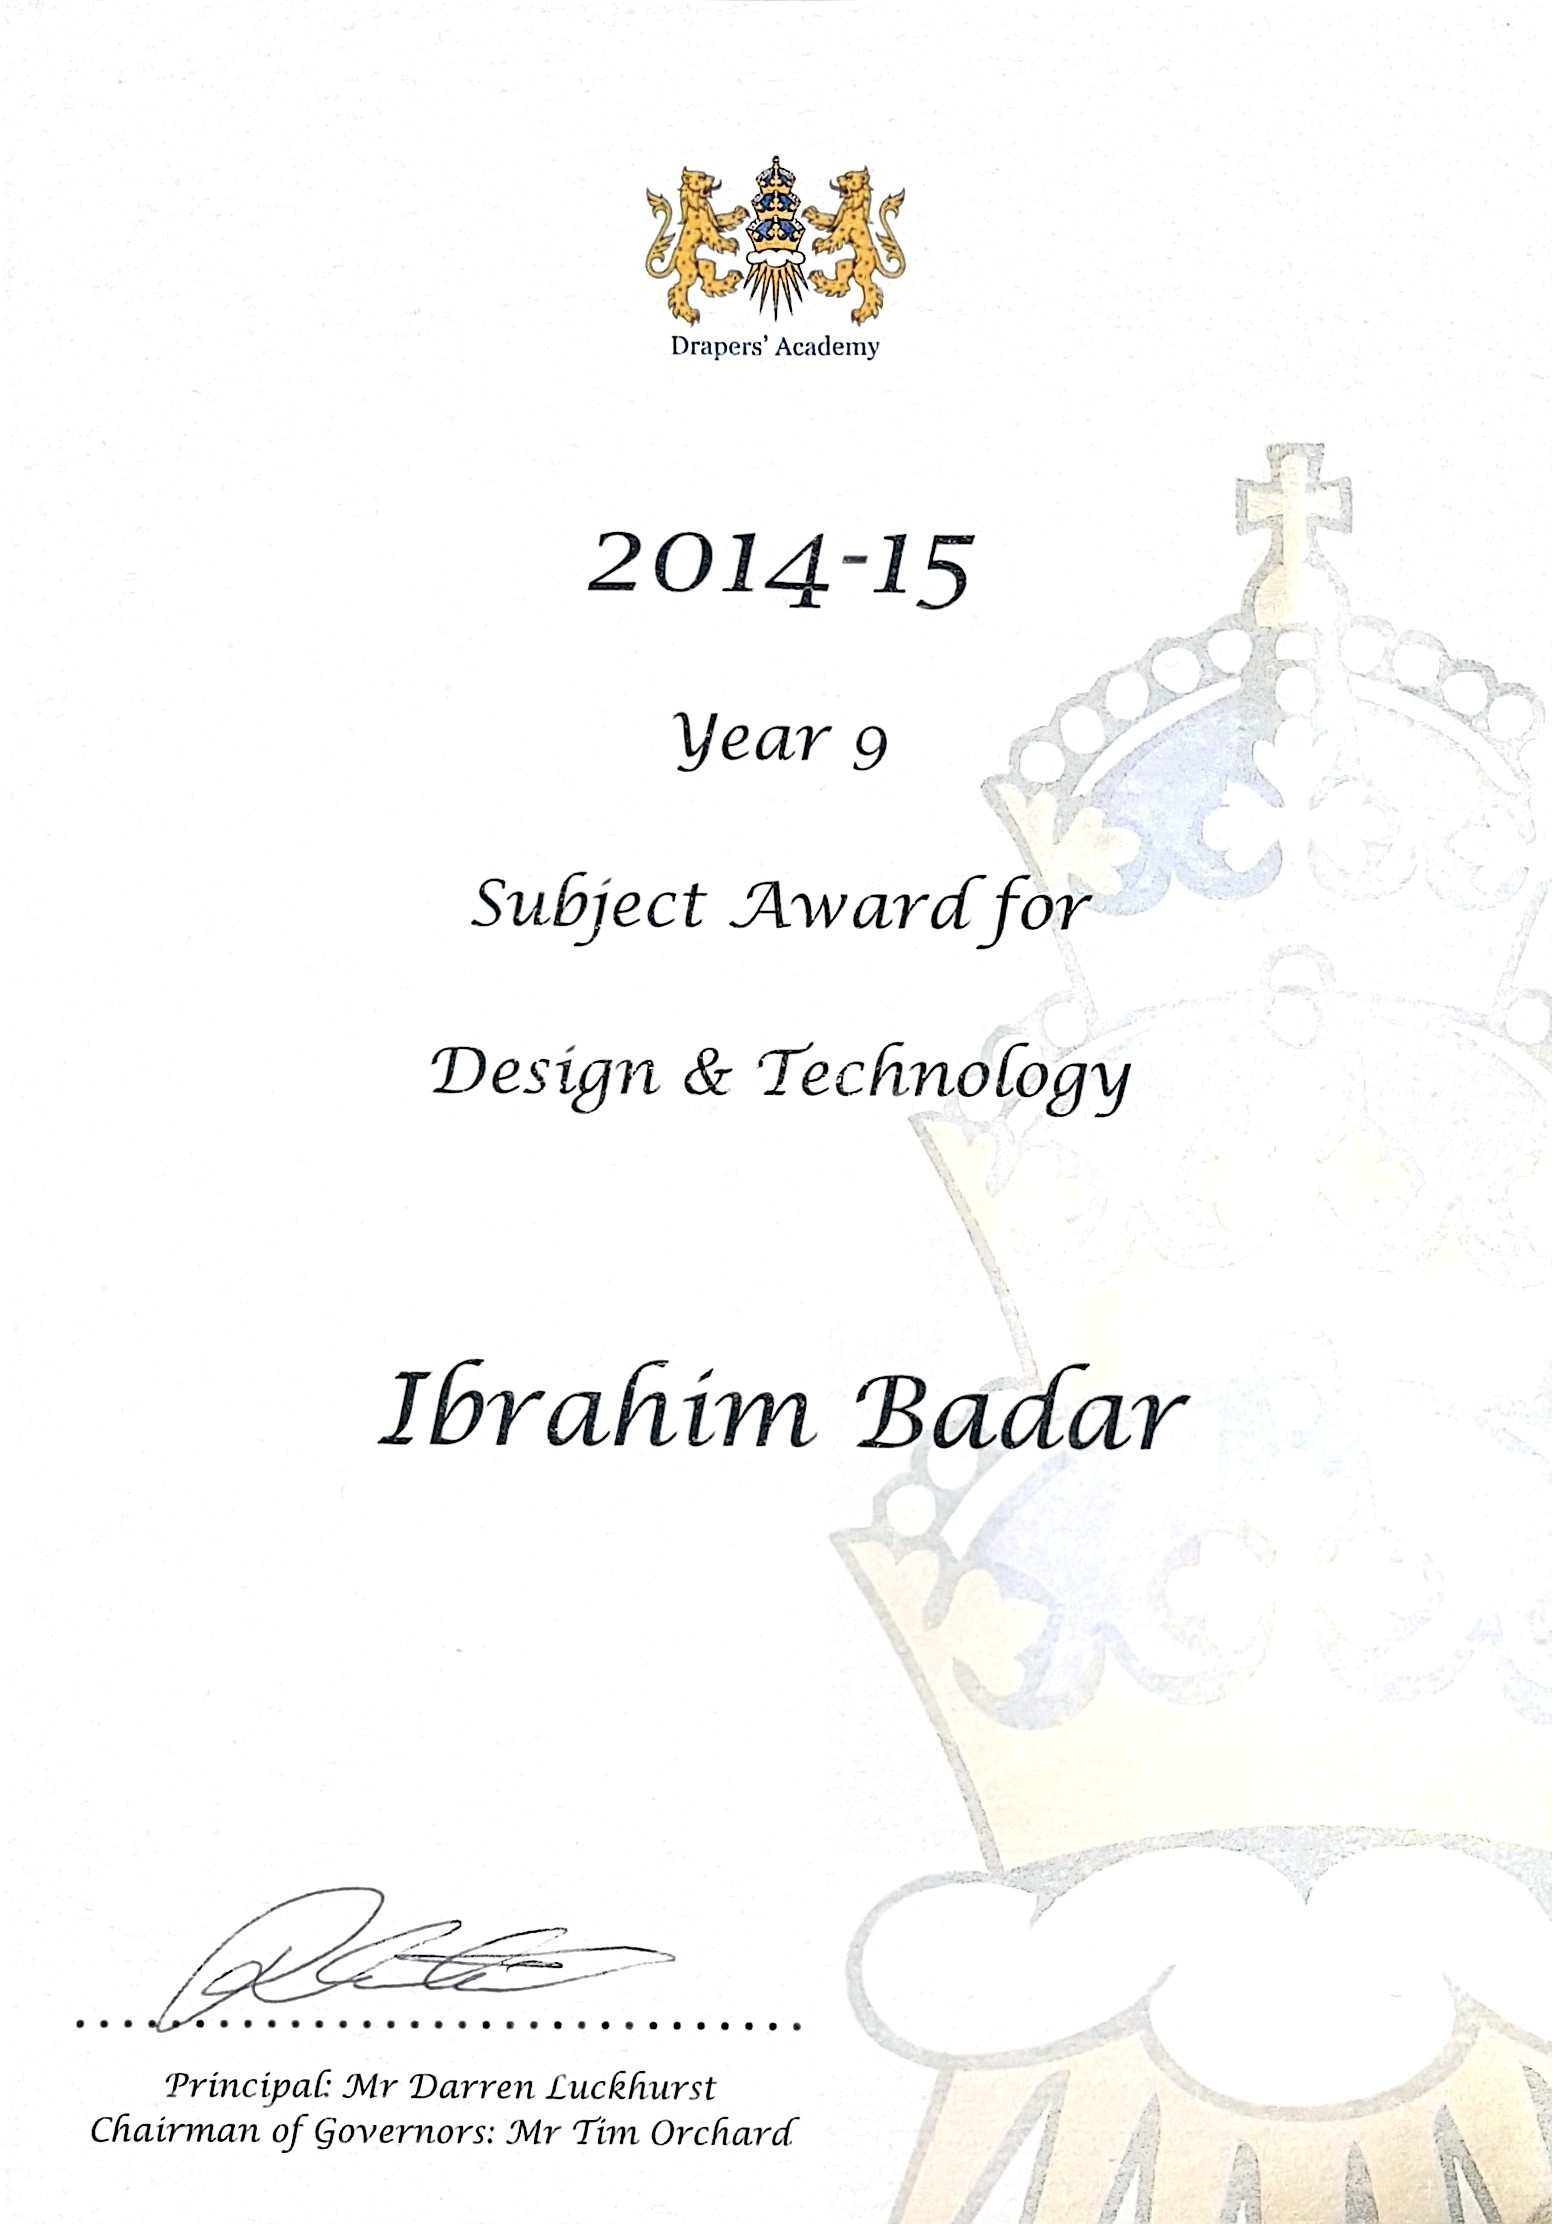 Drapers' Academy
2014-15
Year 9
Subject Award for
Design & Technology
Ibrahim Badar
Principal: Mr Darren Luckhurst
Chairman of Governors: Mr Tim Orchard